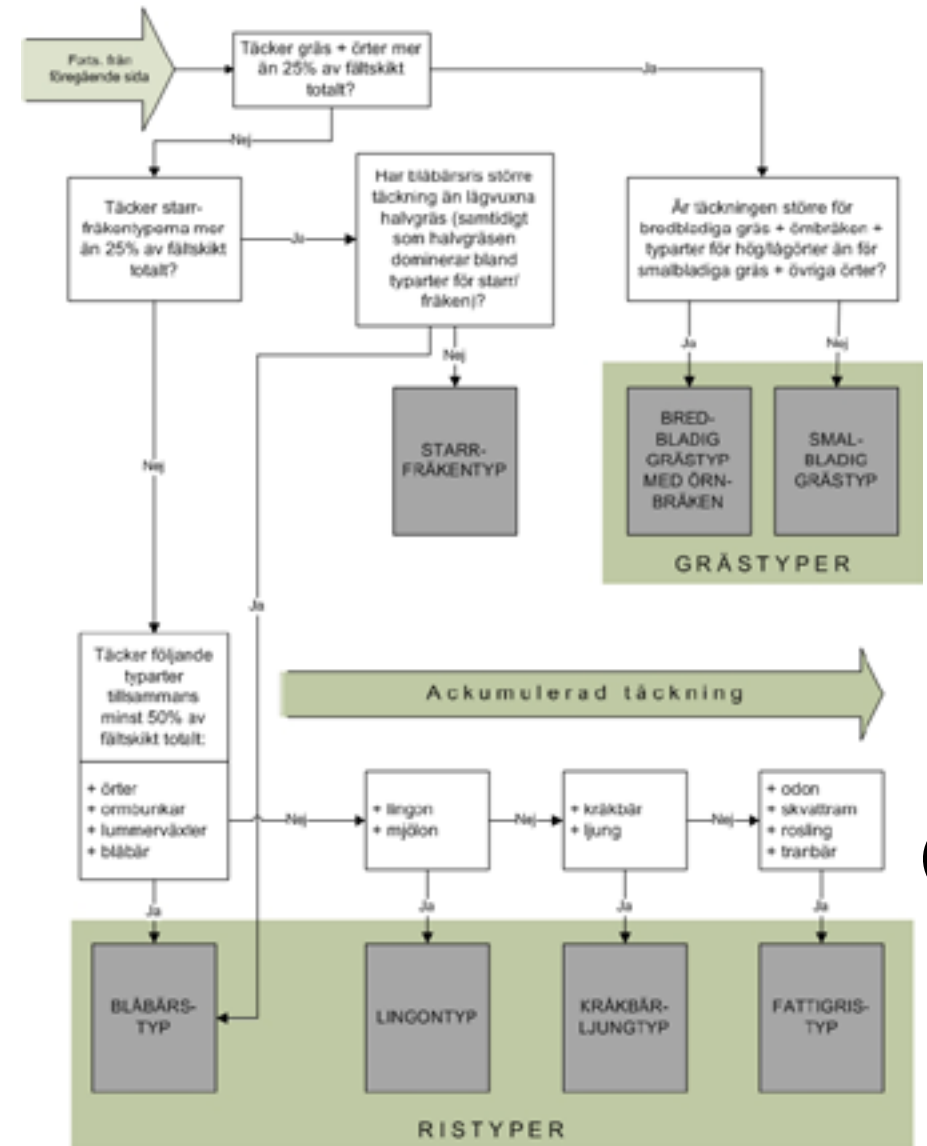 Forts. från
föregående sida
Täcker gräs + örter mer
än 25% av fältskikt
totalt?
Ja
Nej
Täcker starr-
fräkentyperna mer
än 25% av fältskikt
totalt?
Ja
Har blåbärsris större
täckning än lågvuxna
halvgräs (samtidigt
som halvgräsen
dominerar bland
typarter för starr/
fräken)?
Är täckningen större för
bredbladiga gräs + örnbräken +
typarter för hög/lågörter än för
smalbladiga gräs + övriga örter?
Nej
Ja
Nej
STARR-
FRÄKENTYP
BRED-
BLADIG
GRÄSTYP
MED ÖRN-
BRÄKEN
SMAL-
BLADIG
GRÄSTYP
GRÄSTYPER
Nej
Ja
Täcker följande
typarter
tillsammans
minst 50% av
fältskikt totalt:
+ örter
+ ormbunkar
+ lummerväxter
+ blåbär
Ackumulerad täckning
Nej
+ lingon
+ mjölon
Nej
+ kråkbär
+ ljung
Nej
+ odon
+ skvattram
+ rosling
+ tranbär
Ja
Ja
Ja
Ja
BLÅBÄRS-
TYP
LINGONTYP
KRÅKBÄR-
LJUNGTYP
FATTIGRIS-
TYP
RISTYPER